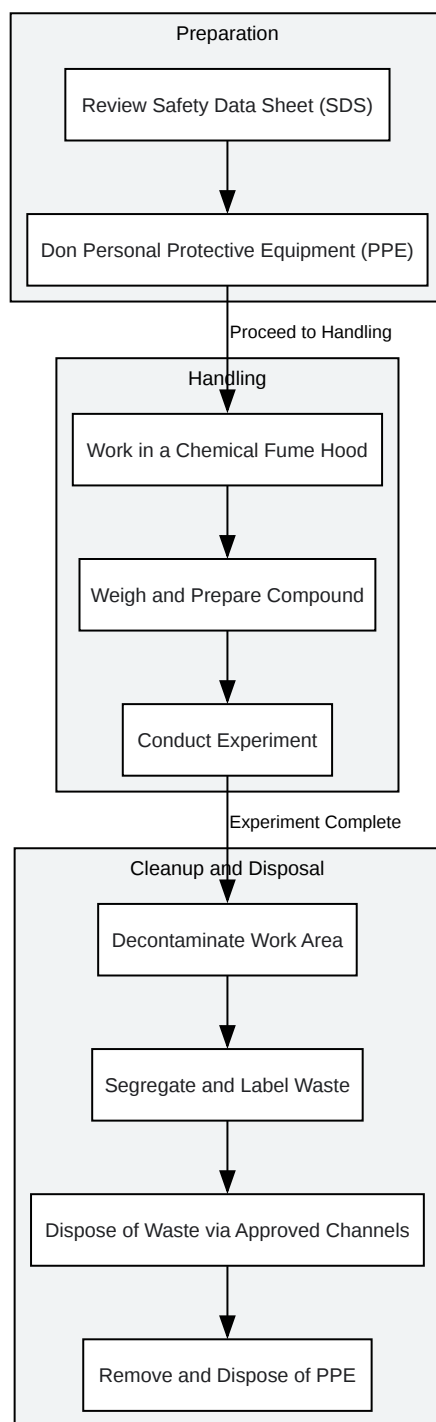 Preparation
Review Safety Data Sheet (SDS)
Don Personal Protective Equipment (PPE)
Proceed to Handling
Handling
Work in a Chemical Fume Hood
Weigh and Prepare Compound
Conduct Experiment
Experiment Complete
Cleanup and Disposal
Decontaminate Work Area
Segregate and Label Waste
Dispose of Waste via Approved Channels
Remove and Dispose of PPE